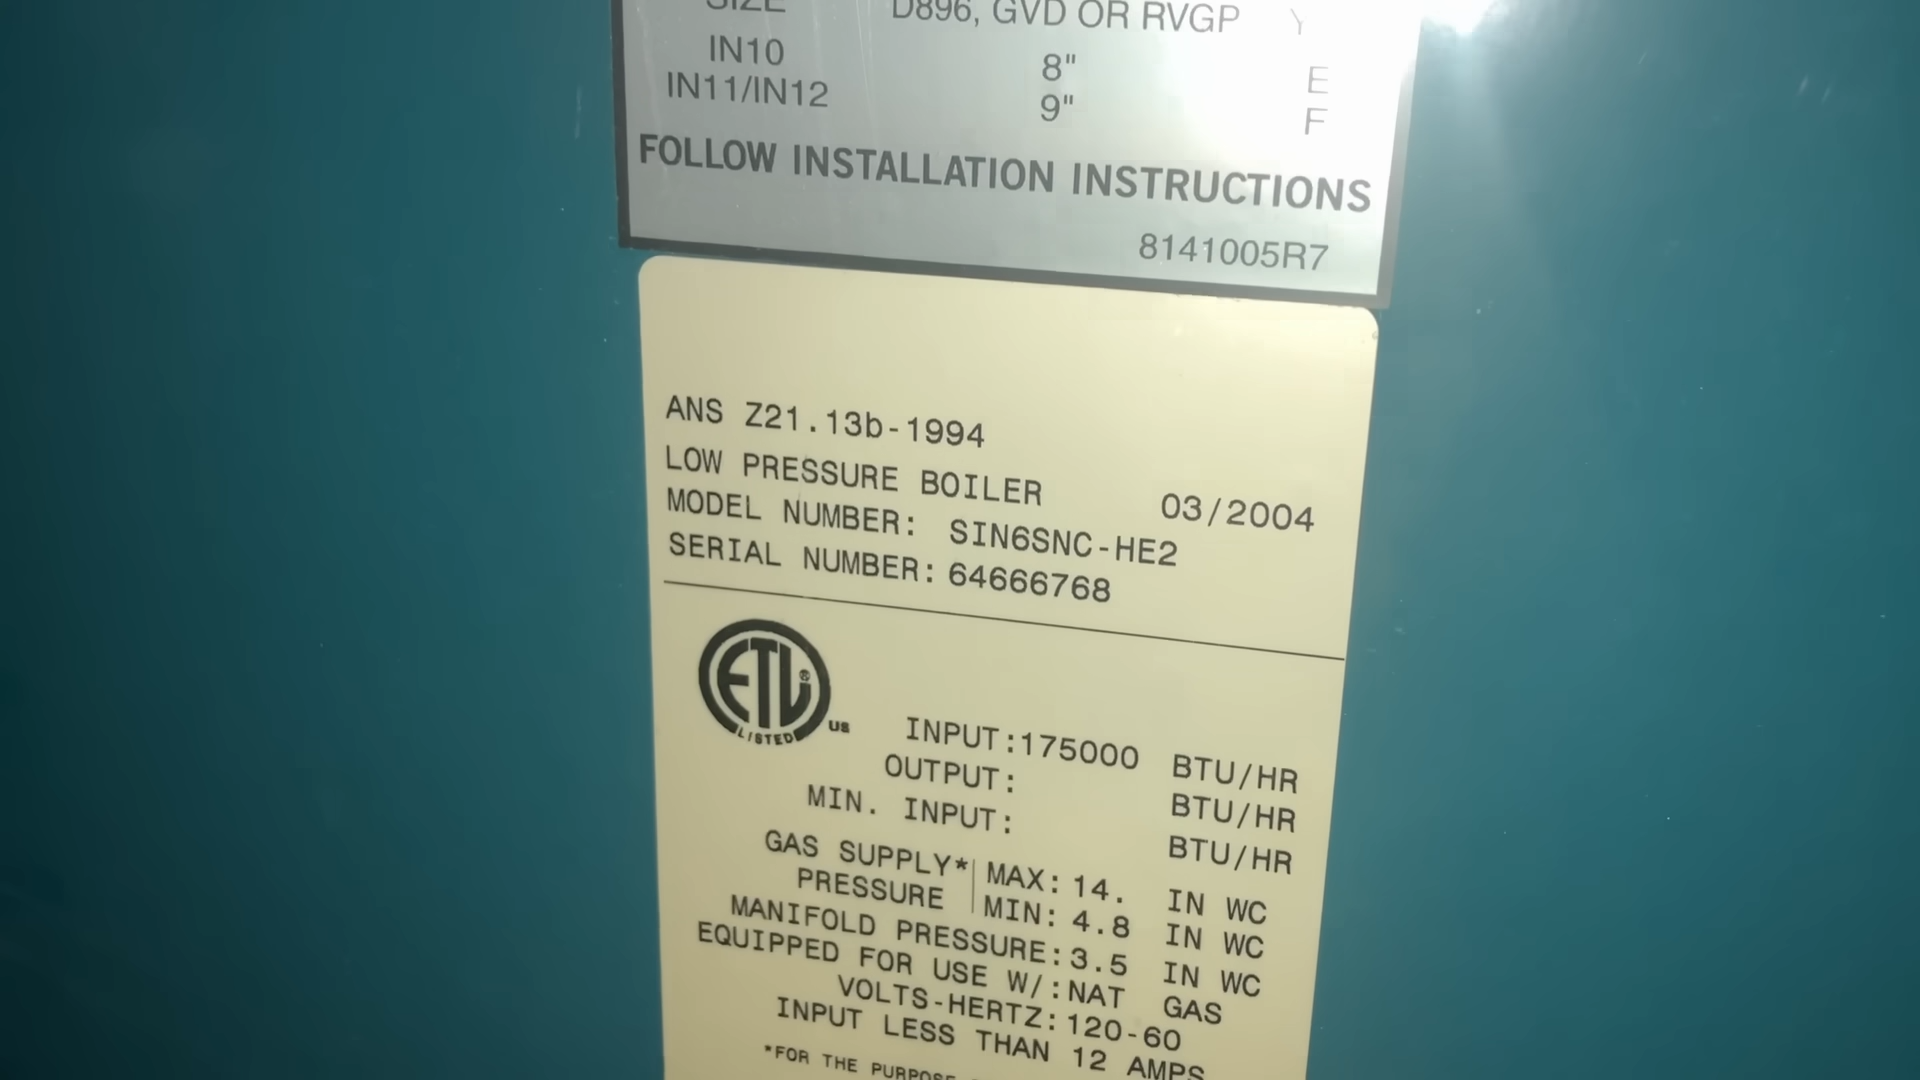 SIZE D896, GVD OR RVGP Y
IN10 8" E
IN11/IN12 9" F
FOLLOW INSTALLATION INSTRUCTIONS
8141005R7
ANS Z21.13b-1994
LOW PRESSURE BOILER 03/2004
MODEL NUMBER: SIN6SNC-HE2
SERIAL NUMBER: 64666768
ETL® LISTED US
INPUT:175000 BTU/HR
OUTPUT: BTU/HR
MIN. INPUT: BTU/HR
GAS SUPPLY* MAX: 14. IN WC
PRESSURE MIN: 4.8 IN WC
MANIFOLD PRESSURE:3.5 IN WC
EQUIPPED FOR USE W/:NAT GAS
VOLTS-HERTZ:120-60
INPUT LESS THAN 12 AMPS
*FOR THE PURPOSE